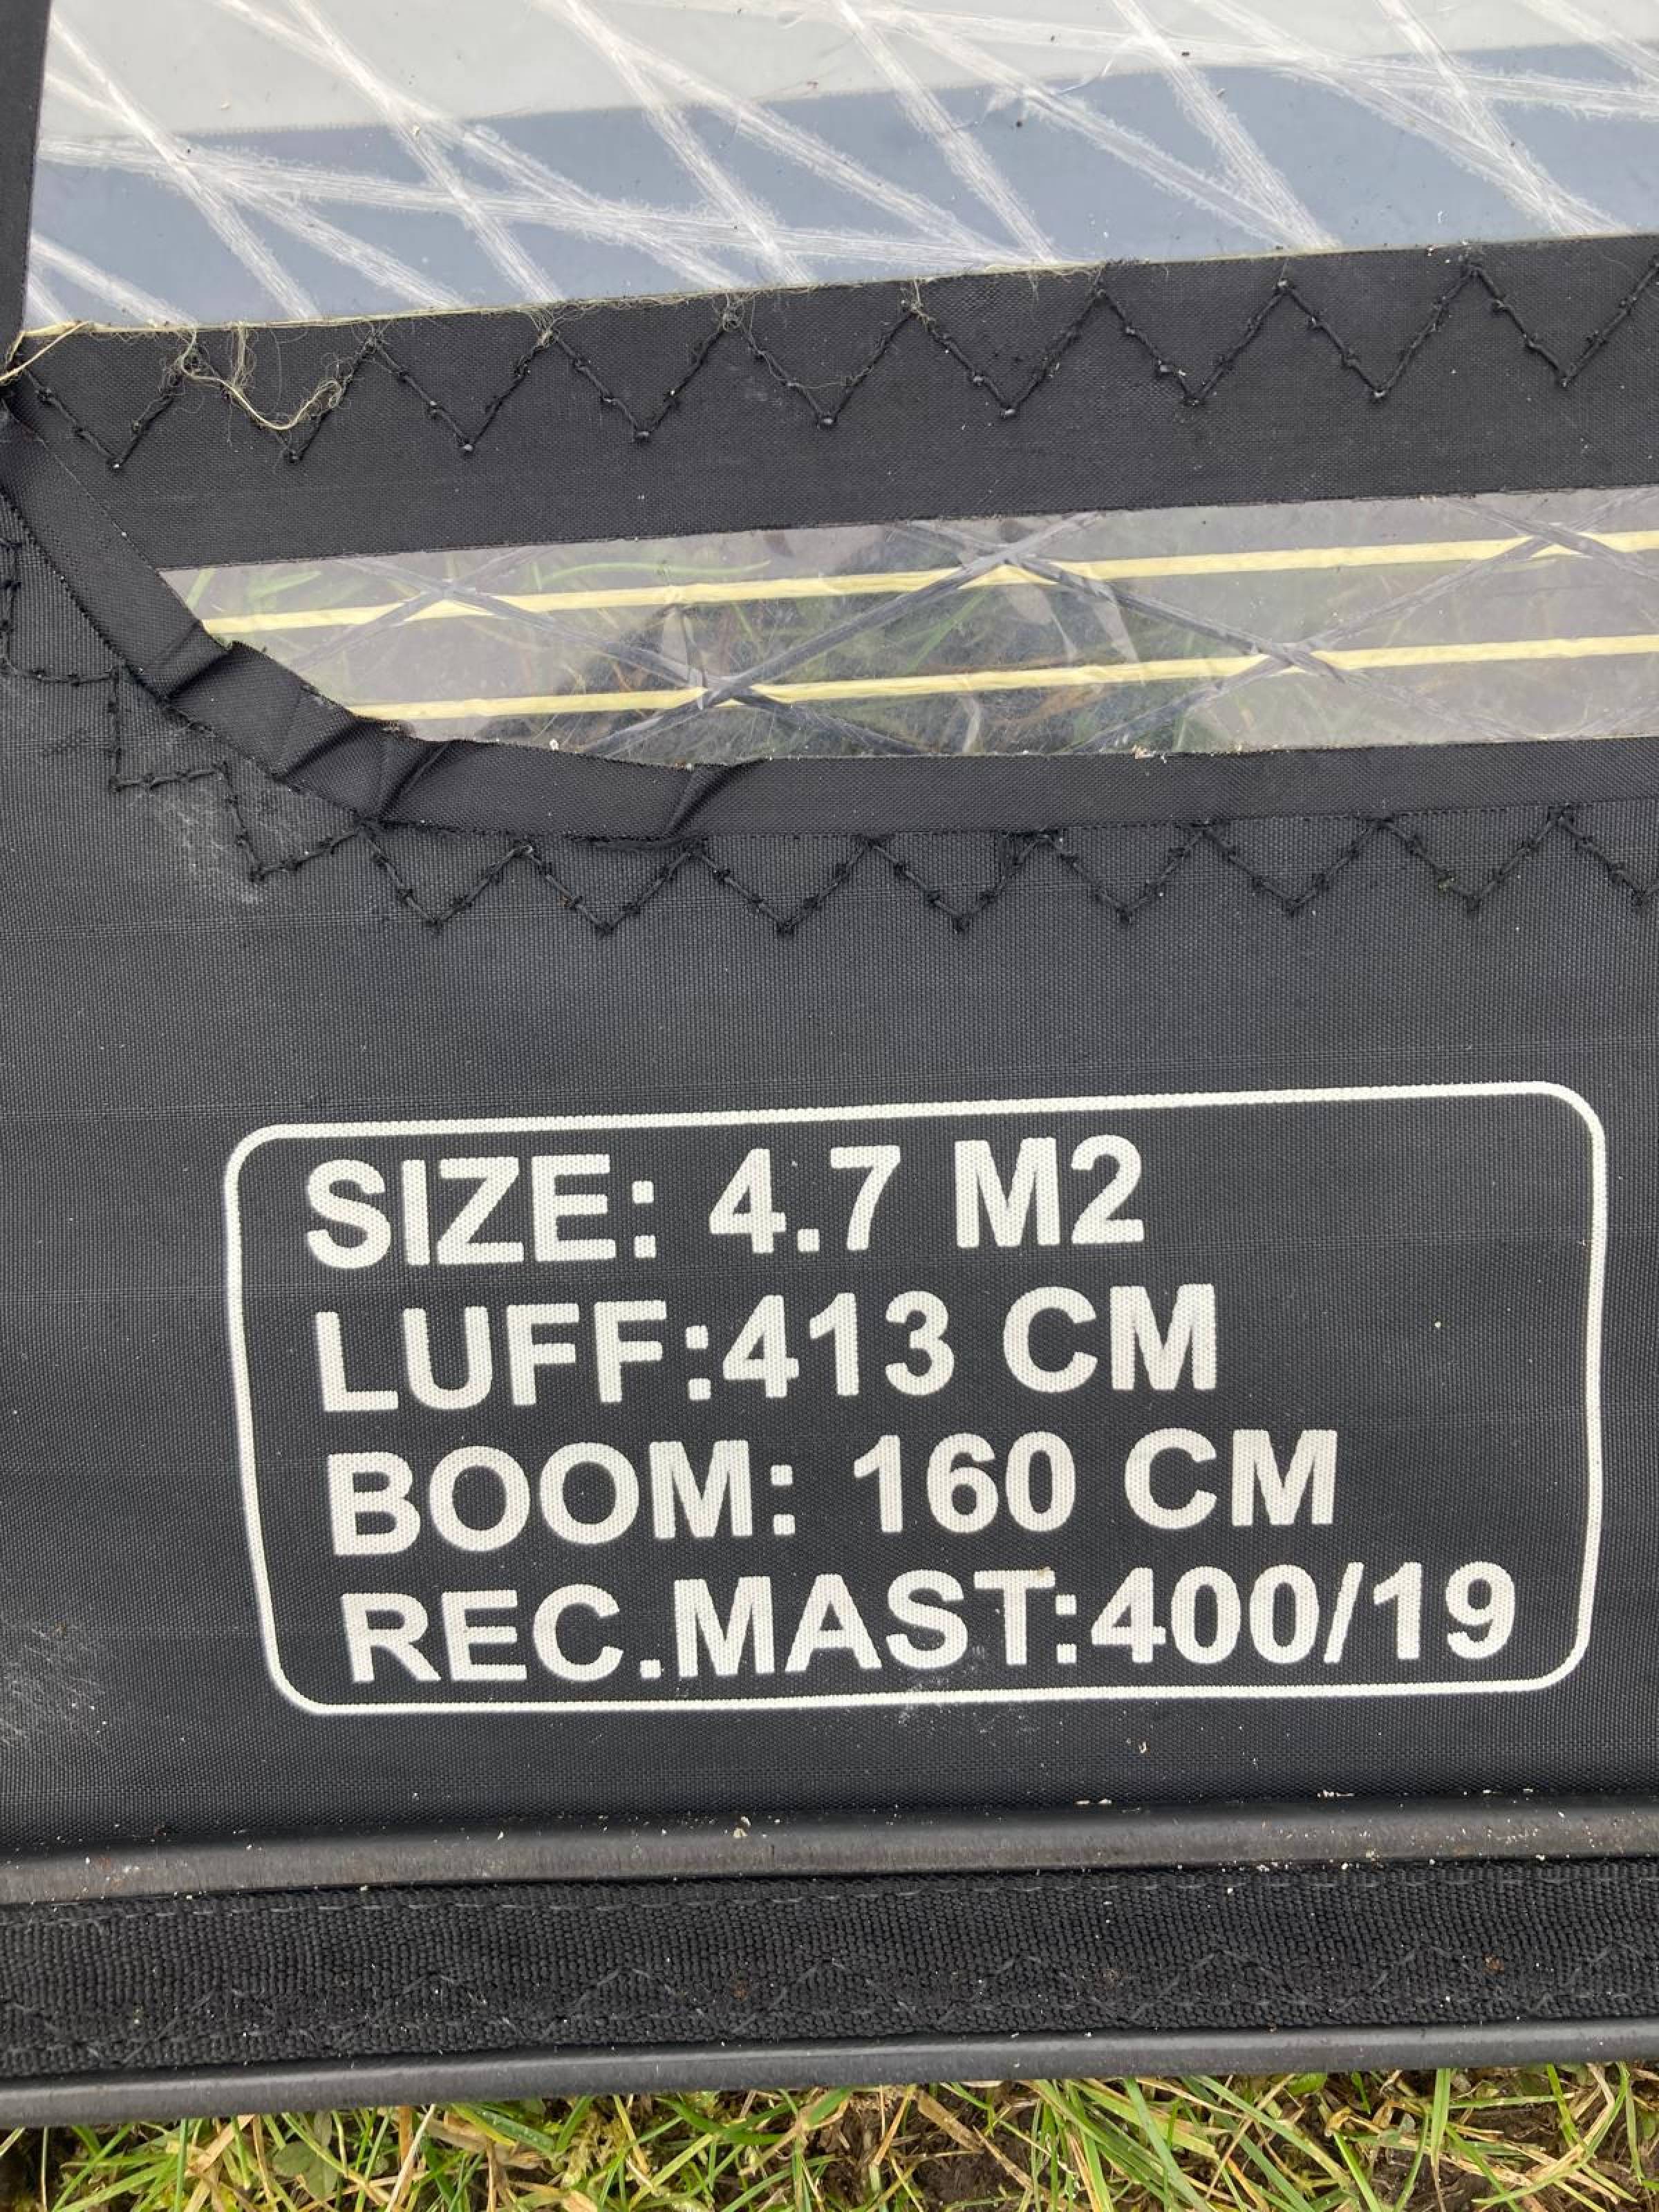 SIZE: 4.7 M2
LUFF:413 CM
BOOM: 160 CM
REC.MAST:400/19